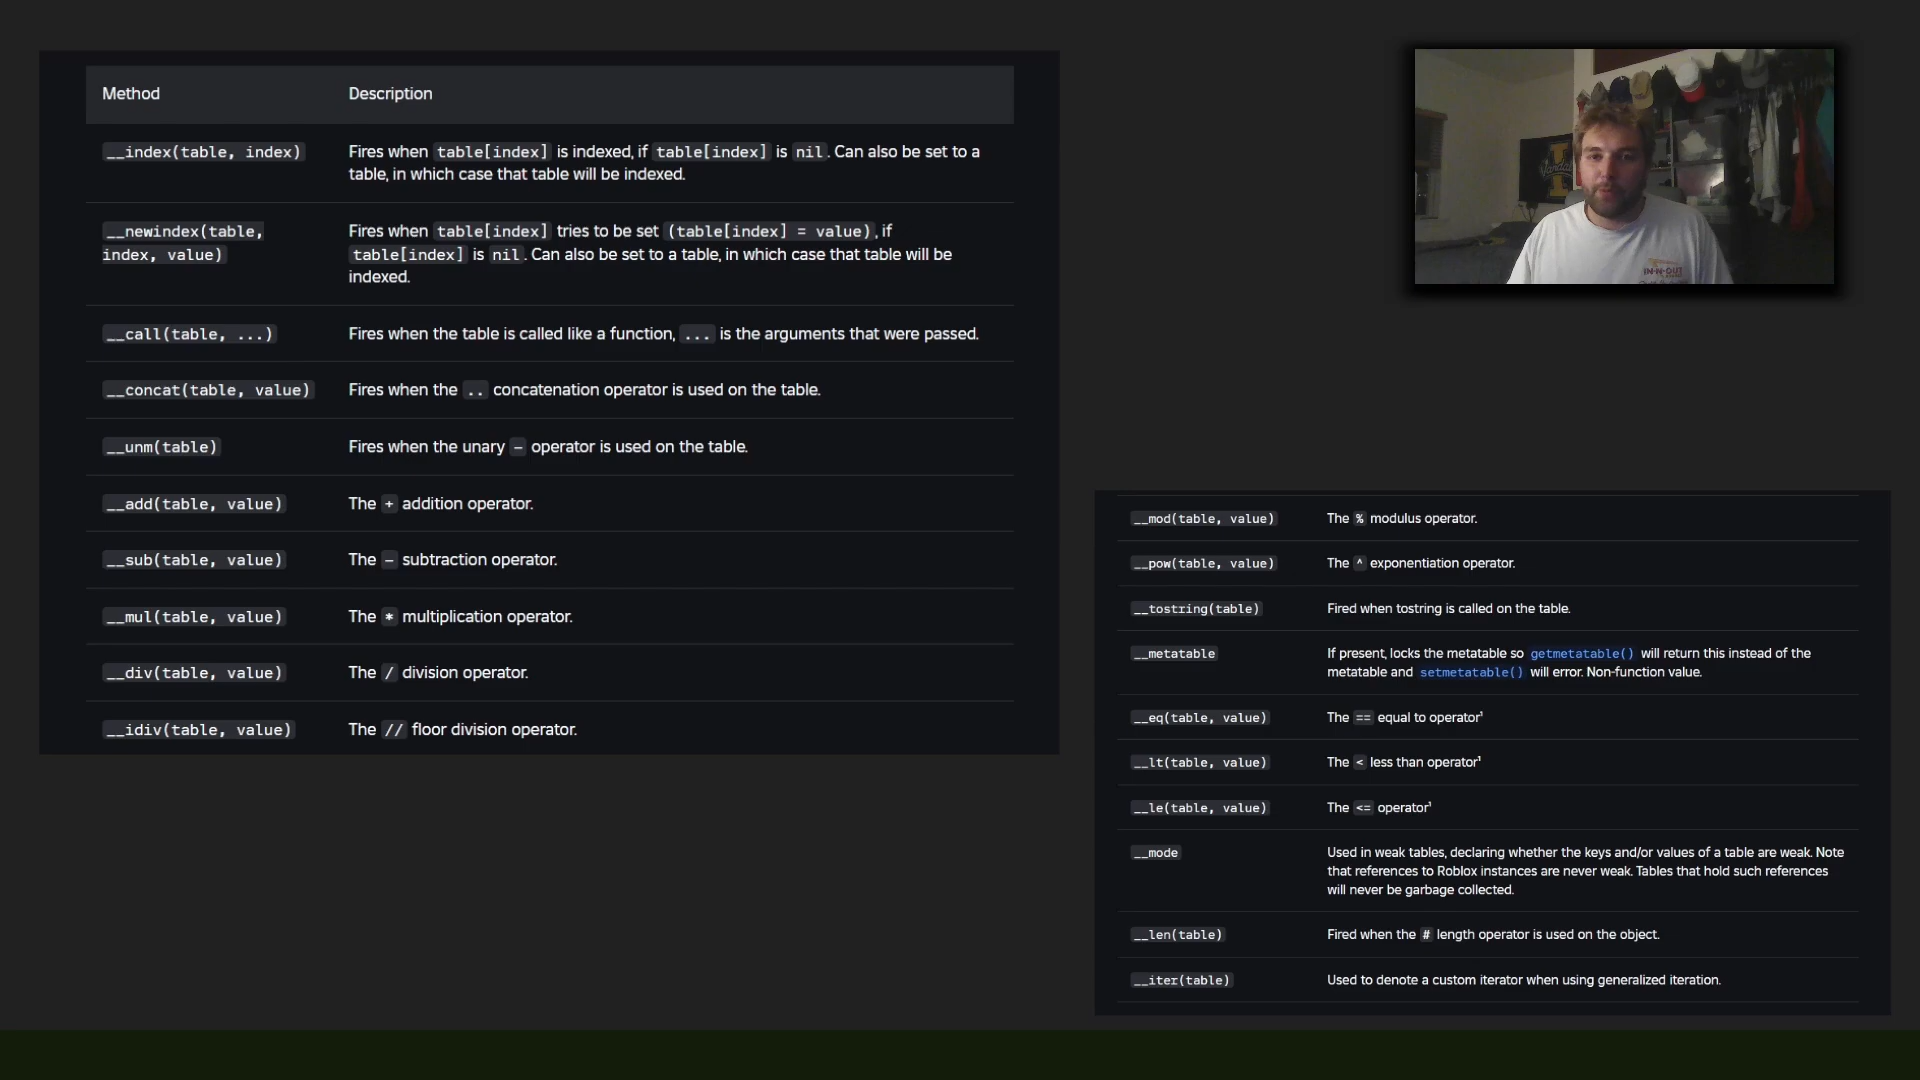 Method Description
__index(table, index) Fires when table[index] is indexed, if table[index] is nil. Can also be set to a
table, in which case that table will be indexed.
__newindex(table,
index, value) Fires when table[index] tries to be set (table[index] = value), if
table[index] is nil. Can also be set to a table, in which case that table will be
indexed.
__call(table, ...) Fires when the table is called like a function, ... is the arguments that were passed.
__concat(table, value) Fires when the .. concatenation operator is used on the table.
__unm(table) Fires when the unary - operator is used on the table.
__add(table, value) The + addition operator.
__sub(table, value) The - subtraction operator.
__mul(table, value) The * multiplication operator.
__div(table, value) The / division operator.
__idiv(table, value) The // floor division operator.
IN-N-OUT
__mod(table, value) The % modulus operator.
__pow(table, value) The ^ exponentiation operator.
__tostring(table) Fired when tostring is called on the table.
__metatable If present, locks the metatable so getmetatable() will return this instead of the
metatable and setmetatable() will error. Non-function value.
__eq(table, value) The == equal to operator¹
__lt(table, value) The < less than operator¹
__le(table, value) The <= operator¹
__mode Used in weak tables, declaring whether the keys and/or values of a table are weak. Note
that references to Roblox instances are never weak. Tables that hold such references
will never be garbage collected.
__len(table) Fired when the # length operator is used on the object.
__iter(table) Used to denote a custom iterator when using generalized iteration.